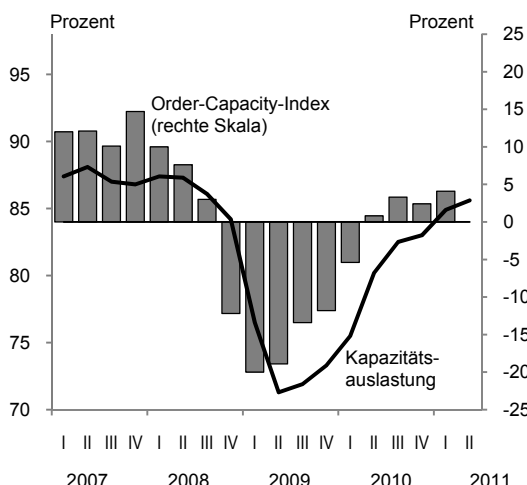 Prozent Prozent
95
90
85
80
75
70
25
20
15
10
5
0
-5
-10
-15
-20
-25
Order-Capacity-Index
(rechte Skala)
Kapazitäts-
auslastung
I II III IV I II III IV I II III IV I II III IV I II
2007 2008 2009 2010 2011